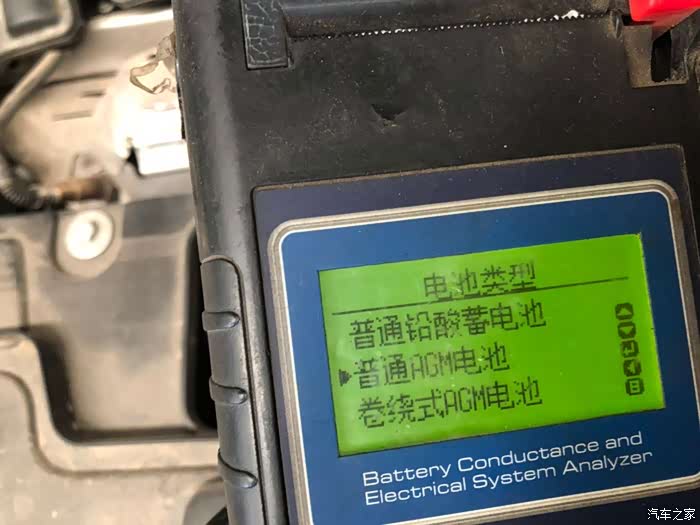 电池类型
普通铅酸蓄电池
普通AGM电池
卷绕式AGM电池
Battery Conductance and
Electrical System Analyzer
汽车之家